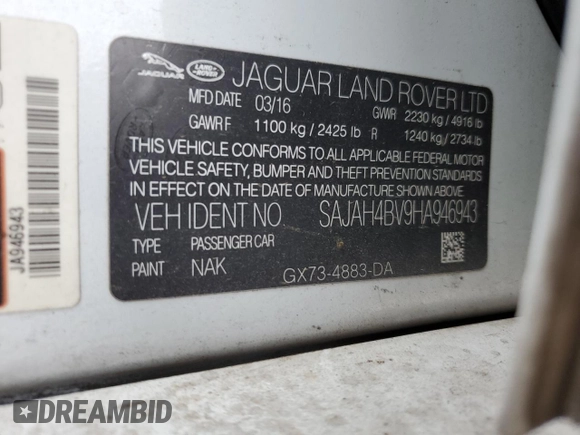 JAGUAR
LAND ROVER
JAGUAR LAND ROVER LTD
MFD DATE 03/16 GVWR 2230 kg / 4916 lb
GAWR F 1100 kg / 2425 lb R 1240 kg / 2734 lb
THIS VEHICLE CONFORMS TO ALL APPLICABLE FEDERAL MOTOR
VEHICLE SAFETY, BUMPER AND THEFT PREVENTION STANDARDS
IN EFFECT ON THE DATE OF MANUFACTURE SHOWN ABOVE.
VEH IDENT NO. SAJAH4BV9HA946943
TYPE PASSENGER CAR
PAINT NAK
GX73-4883-DA
JA946943
DREAMBID